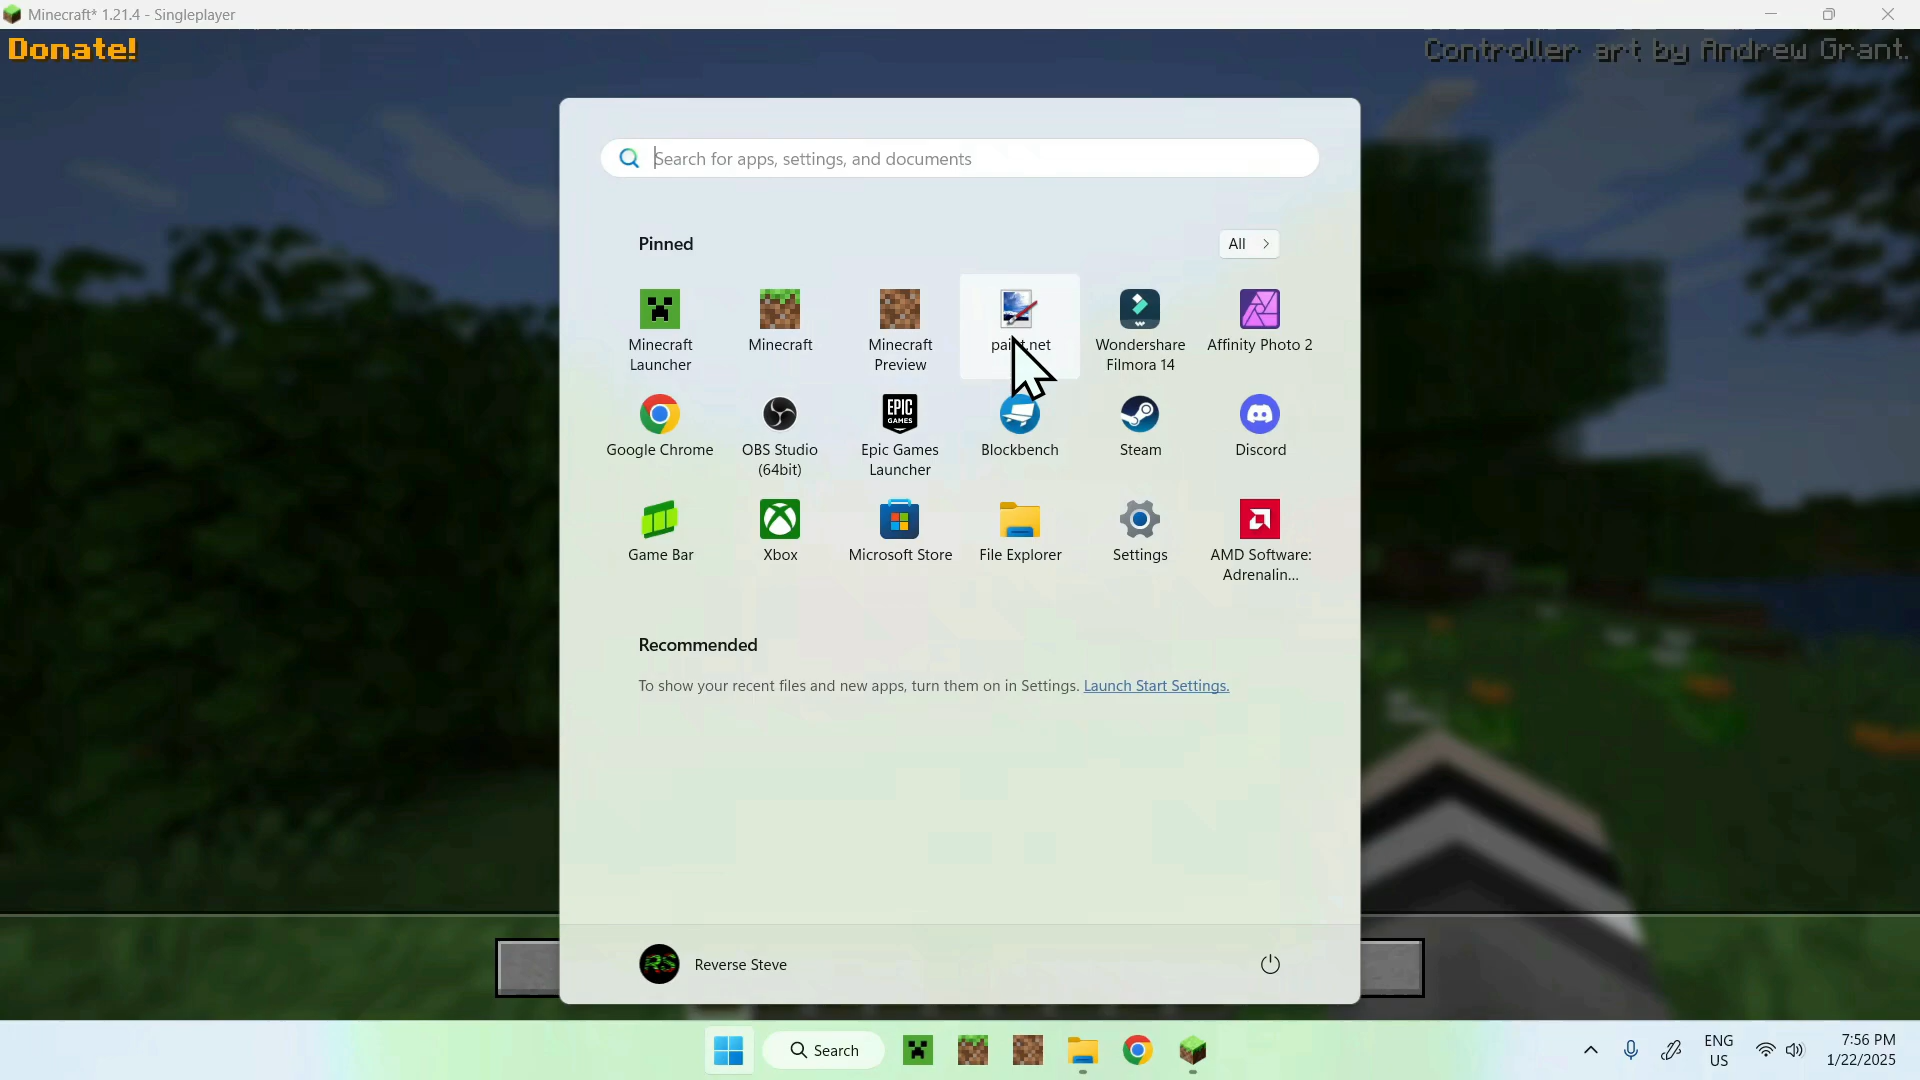 Minecraft* 1.21.4 - Singleplayer
Donate!
Controller art by Andrew Grant.
Search for apps, settings, and documents
Pinned
All
Minecraft Launcher
Minecraft
Minecraft Preview
paint.net
Wondershare Filmora 14
Affinity Photo 2
Google Chrome
OBS Studio (64bit)
EPIC GAMES
Epic Games Launcher
Blockbench
Steam
Discord
Game Bar
Xbox
Microsoft Store
File Explorer
Settings
AMD Software: Adrenalin...
Recommended
To show your recent files and new apps, turn them on in Settings. Launch Start Settings.
RS
Reverse Steve
Search
ENG
US
7:56 PM
1/22/2025